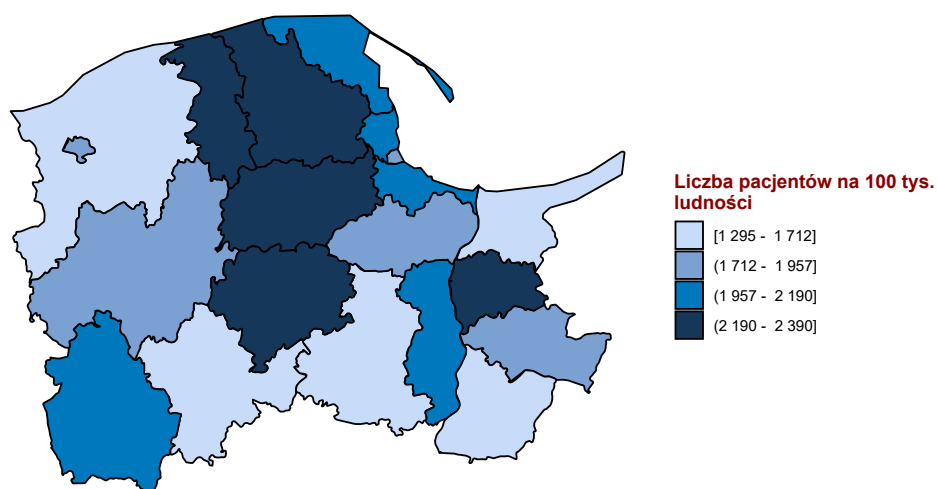 Liczba pacjentów na 100 tys.
ludności
[1 295 - 1 712]
(1 712 - 1 957]
(1 957 - 2 190]
(2 190 - 2 390]